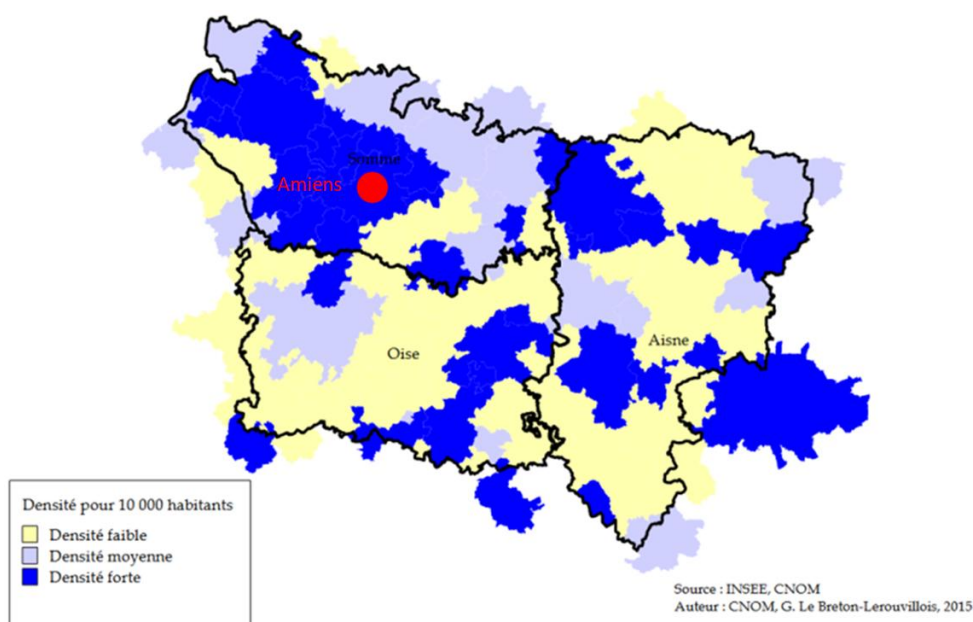 Somme
Amiens
Oise
Aisne
Densité pour 10 000 habitants
Densité faible
Densité moyenne
Densité forte
Source : INSEE, CNOM
Auteur : CNOM, G. Le Breton-Lerouvillois, 2015